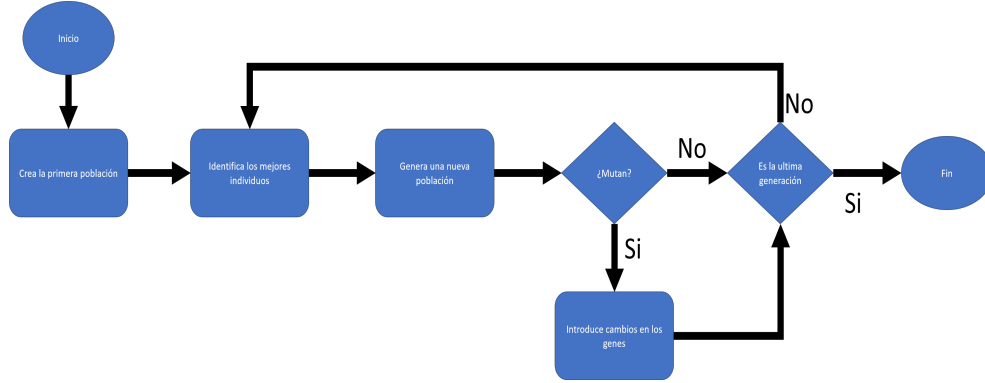 Inicio
Crea la primera población
Identifica los mejores
individuos
Genera una nueva
población
¿Mutan?
No
Si
Introduce cambios en los
genes
Es la ultima
generación
No
Si
Fin